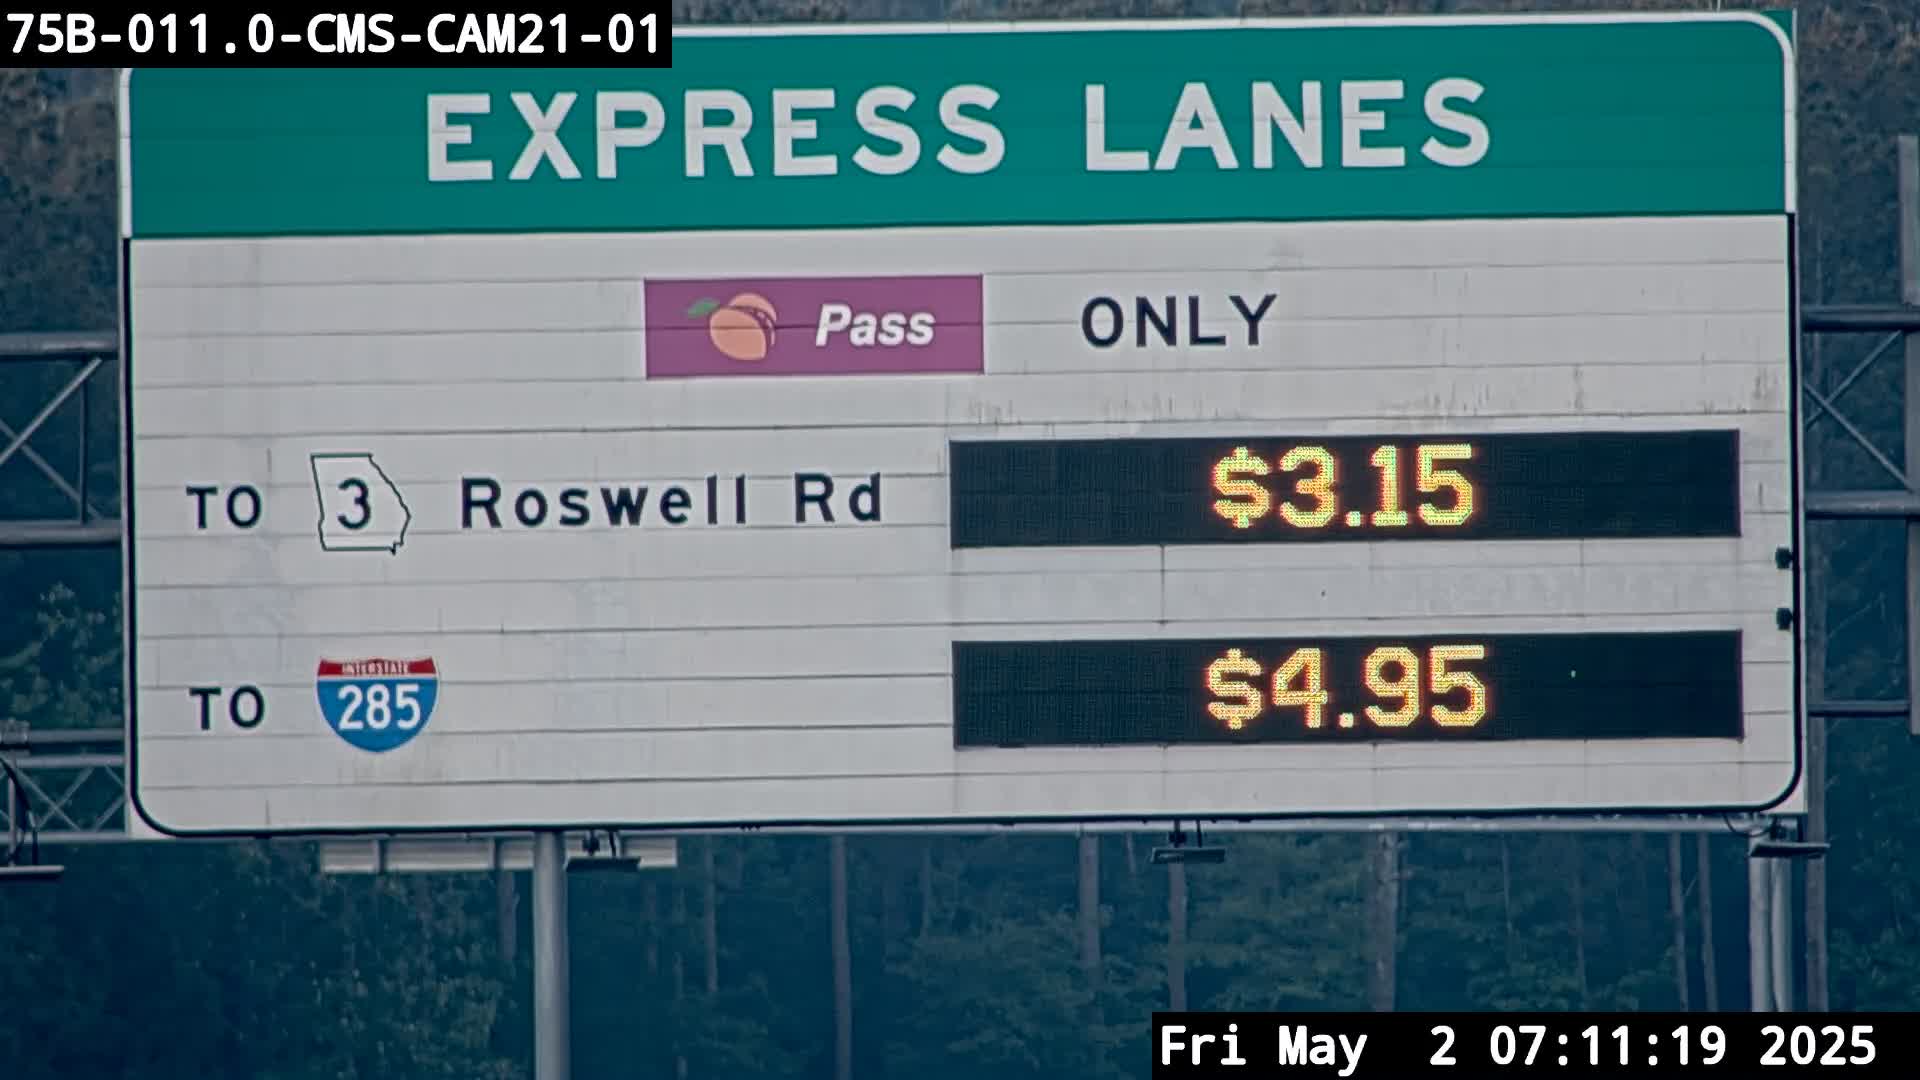 75B-011.0-CMS-CAM21-01
EXPRESS LANES
Pass ONLY
TO 3 Roswell Rd $3.15
TO INTERSTATE 285 $4.95
Fri May 2 07:11:19 2025